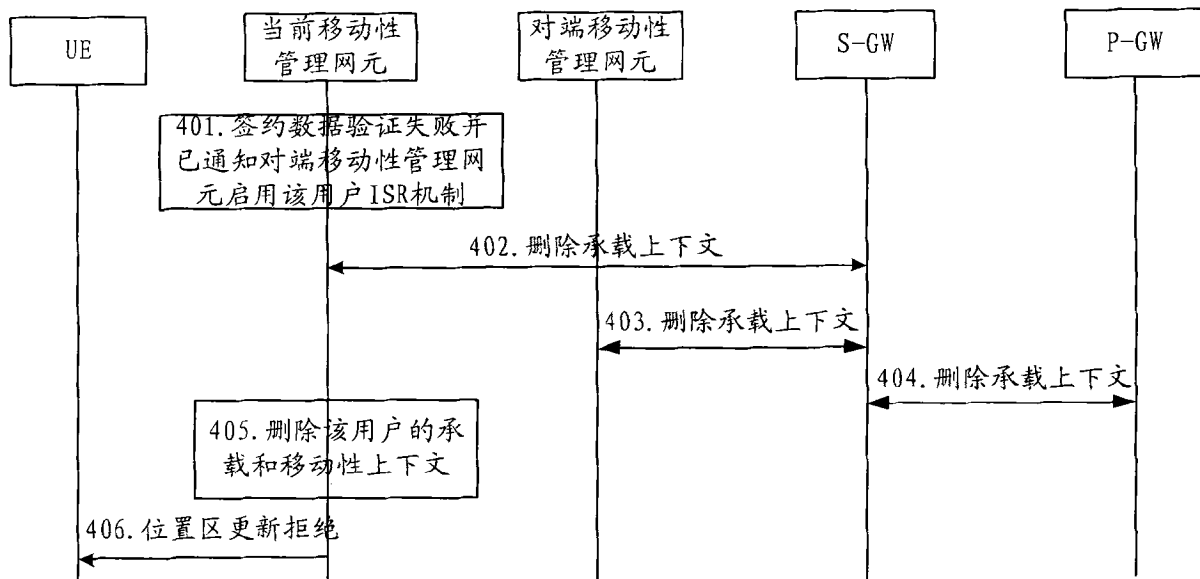 UE
当前移动性
管理网元
对端移动性
管理网元
S-GW
P-GW
401.签约数据验证失败并
已通知对端移动性管理网
元启用该用户ISR机制
402.删除承载上下文
403.删除承载上下文
404.删除承载上下文
405.删除该用户的承
载和移动性上下文
406.位置区更新拒绝